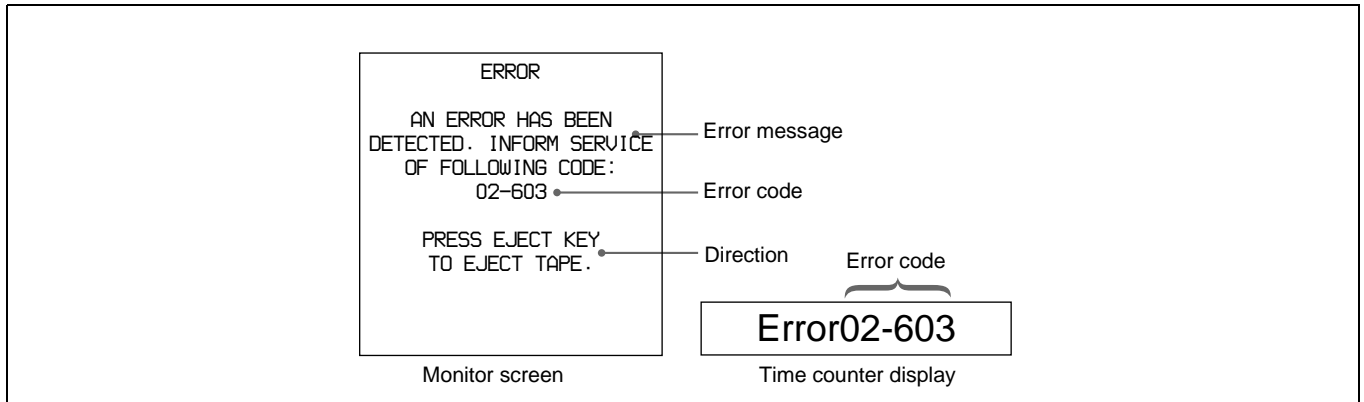 ERROR
AN ERROR HAS BEEN
DETECTED. INFORM SERVICE
OF FOLLOWING CODE:
02-603
PRESS EJECT KEY
TO EJECT TAPE.
Error message
Error code
Direction
Error code
Error02-603
Monitor screen
Time counter display